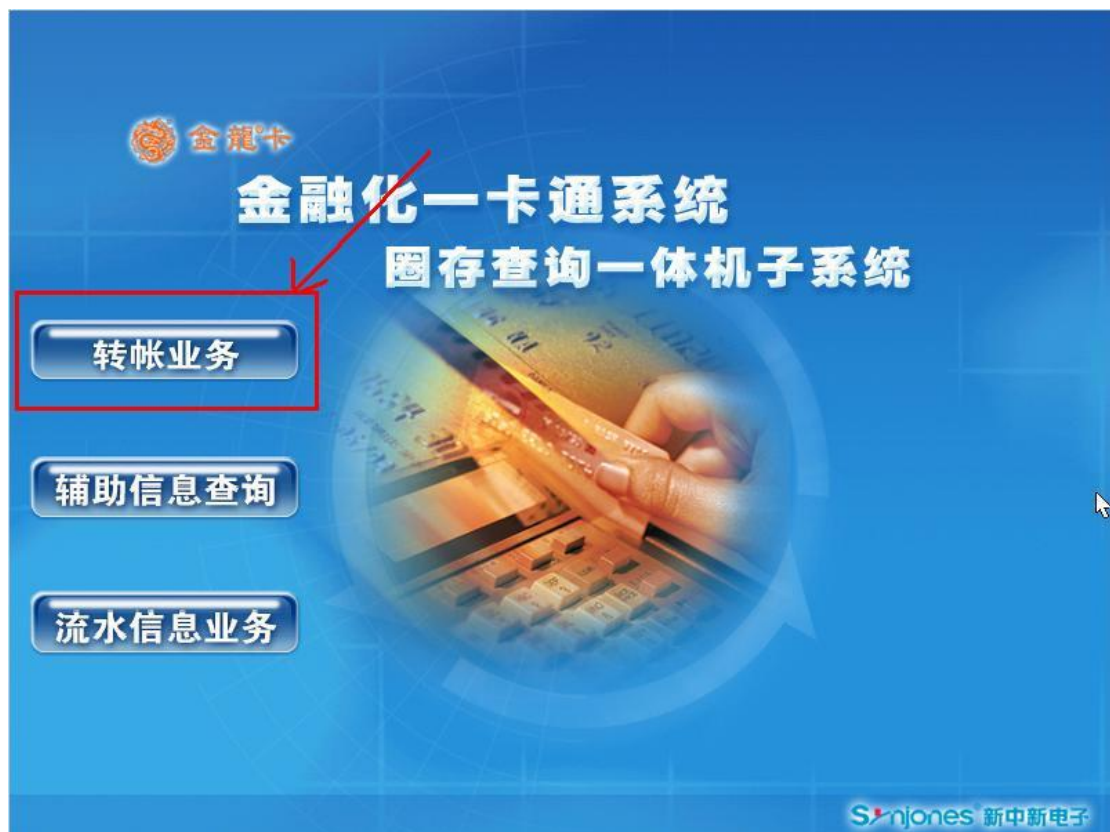 金龍卡
金融化一卡通系统
圈存查询一体机子系统
转帐业务
辅助信息查询
流水信息业务
Synjones 新中新电子